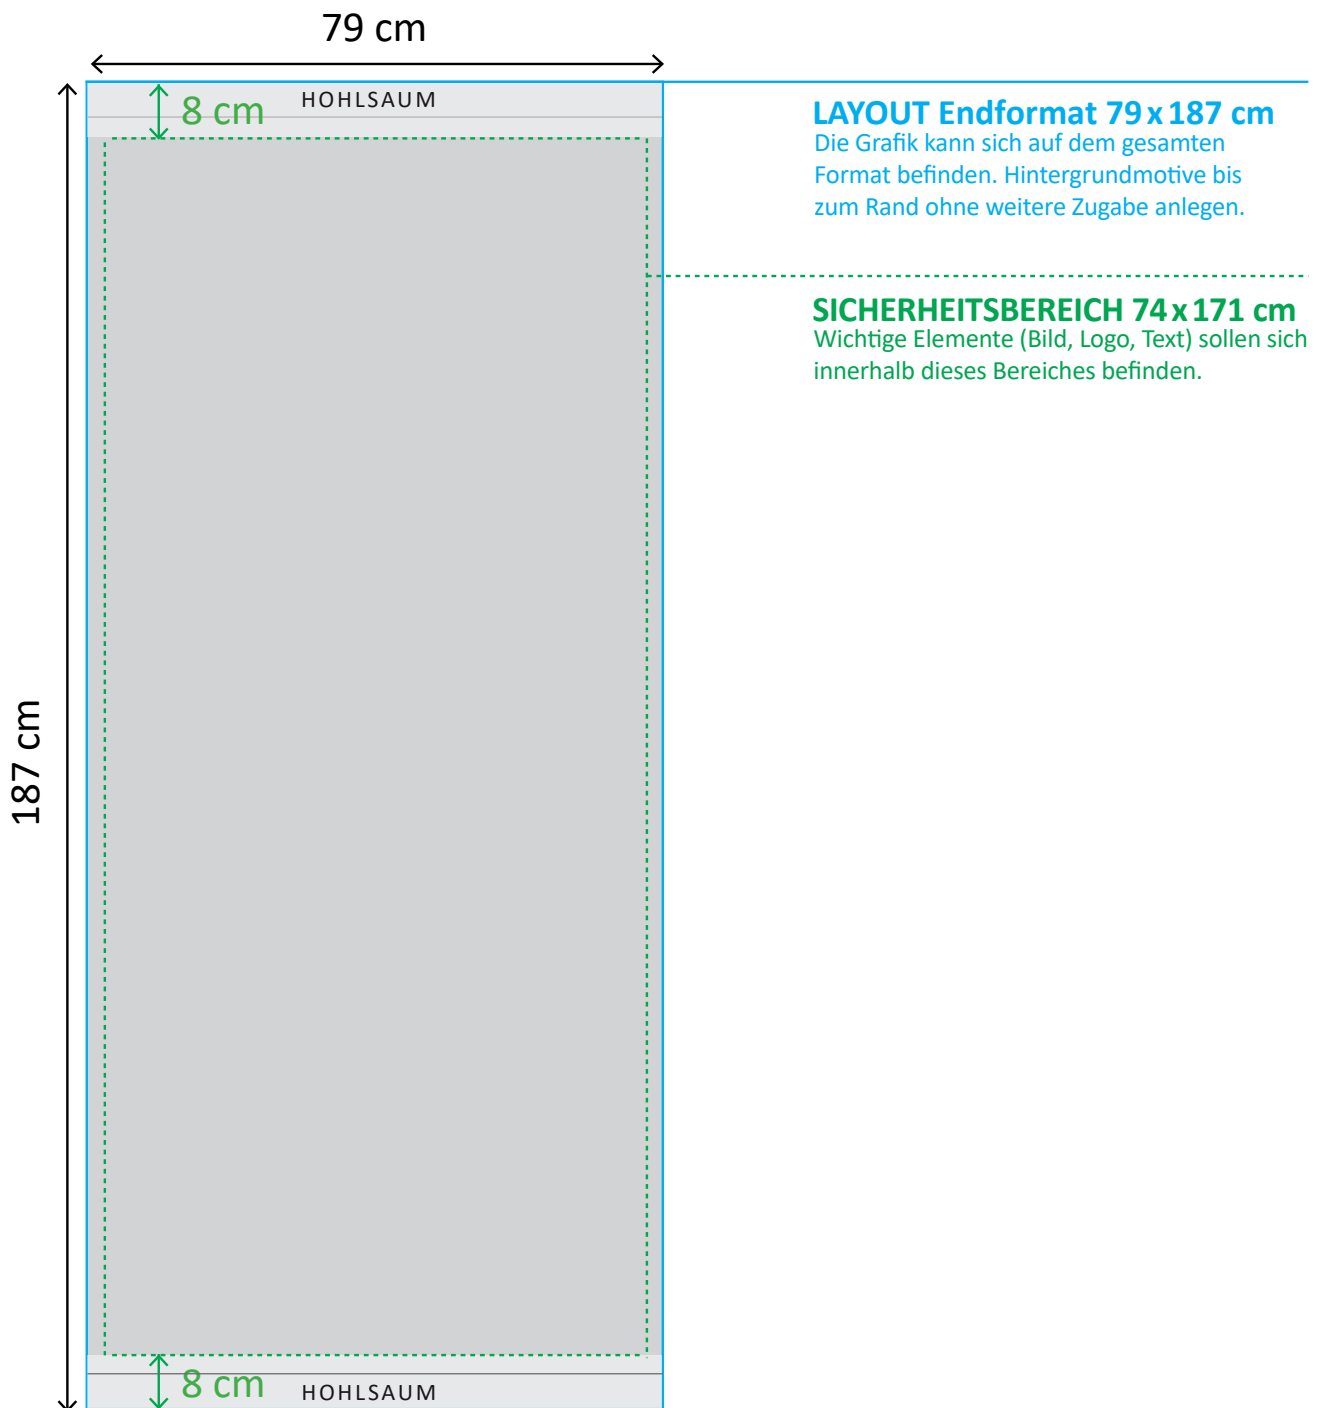 79 cm
8 cm
HOHLSAUM
LAYOUT Endformat 79 x 187 cm
Die Grafik kann sich auf dem gesamten
Format befinden. Hintergrundmotive bis
zum Rand ohne weitere Zugabe anlegen.
SICHERHEITSBEREICH 74 x 171 cm
Wichtige Elemente (Bild, Logo, Text) sollen sich
innerhalb dieses Bereiches befinden.
187 cm
8 cm
HOHLSAUM